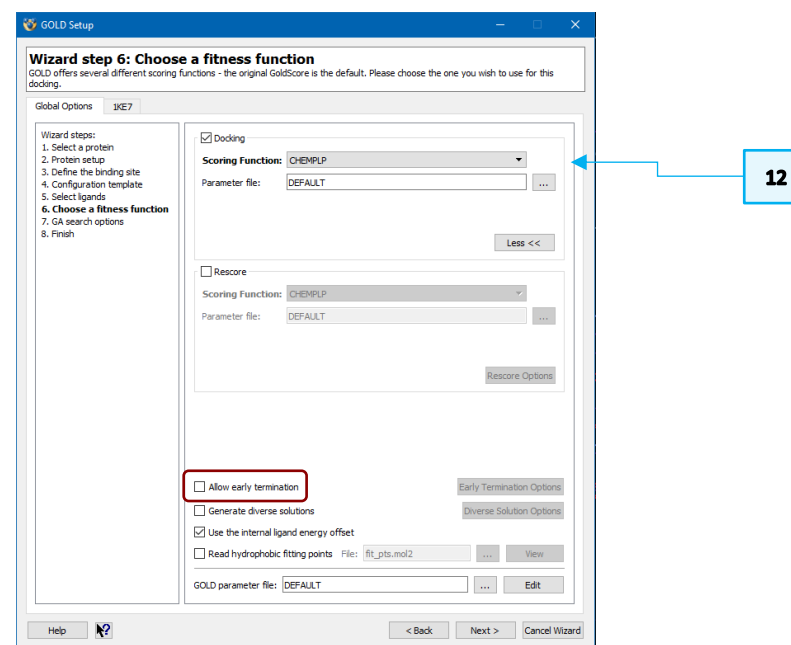 GOLD Setup
Wizard step 6: Choose a fitness function
GOLD offers several different scoring functions - the original GoldScore is the default. Please choose the one you wish to use for this
docking.
Global Options 1KE7
Wizard steps:
1. Select a protein
2. Protein setup
3. Define the binding site
4. Configuration template
5. Select ligands
6. Choose a fitness function
7. GA search options
8. Finish
Docking
Scoring Function: CHEMPLP
Parameter file: DEFAULT ...
Less <<
Rescore
Scoring Function: CHEMPLP
Parameter file: DEFAULT ...
Rescore Options
Allow early termination Early Termination Options
Generate diverse solutions Diverse Solution Options
Use the internal ligand energy offset
Read hydrophobic fitting points File: fit_pts.mol2 ... View
GOLD parameter file: DEFAULT ... Edit
Help ? < Back Next > Cancel Wizard
12